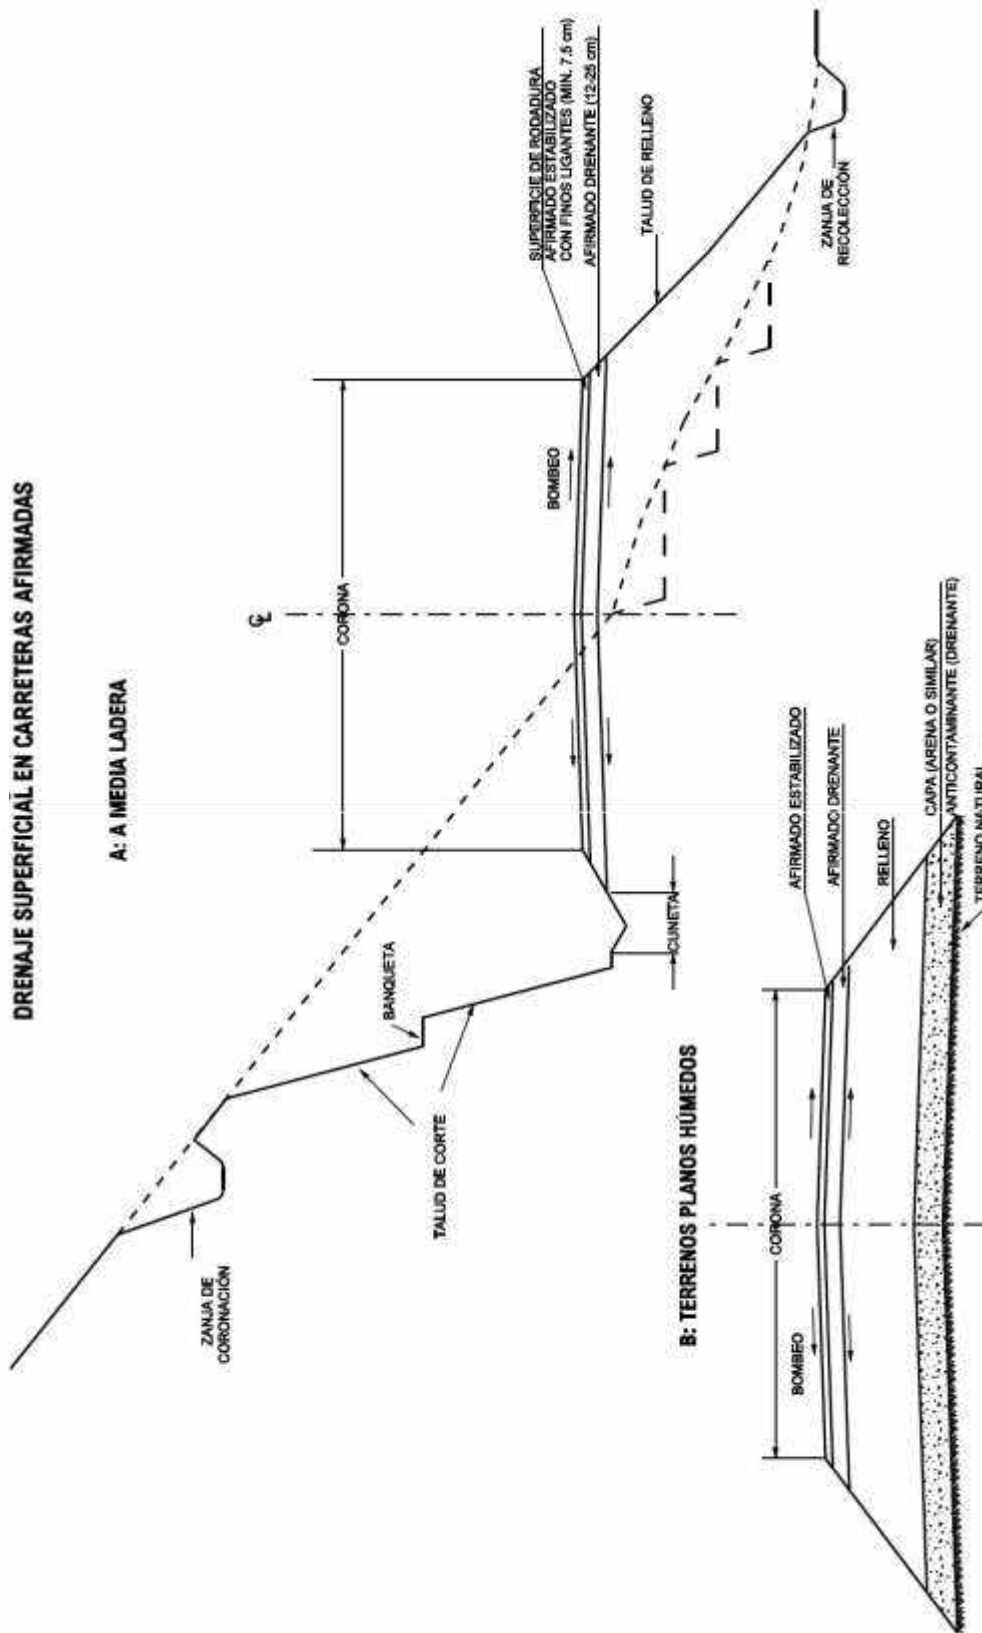 DRENAJE SUPERFICIAL EN CARRETERAS AFIRMADAS
A: A MEDIA LADERA
ZANJA DE
CORONACIÓN
TALUD DE CORTE
BANQUETA
CUNETA
CORONA
BOMBEO
SUPERFICIE DE RODADURA
AFIRMADO ESTABILIZADO
CON FINOS LIGANTES (MIN. 7.5 cm)
AFIRMADO DRENANTE (12-25 cm)
TALUD DE RELLENO
ZANJA DE
RECOLECCIÓN
B: TERRENOS PLANOS HÚMEDOS
BOMBEO
CORONA
AFIRMADO ESTABILIZADO
AFIRMADO DRENANTE
RELLENO
CAPA (ARENA O SIMILAR)
ANTICONTAMINANTE (DRENANTE)
TERRENO NATURAL